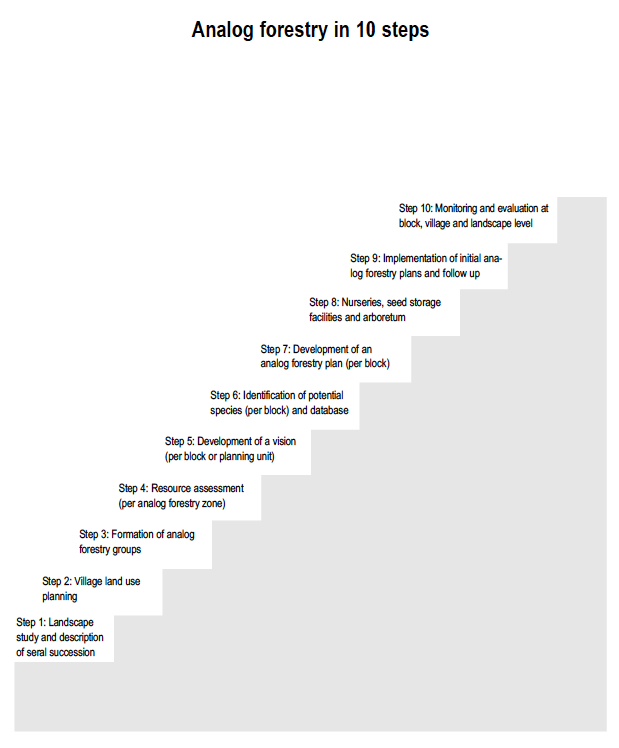 Analog forestry in 10 steps
Step 10: Monitoring and evaluation at
block, village and landscape level
Step 9: Implementation of initial ana-
log forestry plans and follow up
Step 8: Nurseries, seed storage
facilities and arboretum
Step 7: Development of an
analog forestry plan (per block)
Step 6: Identification of potential
species (per block) and database
Step 5: Development of a vision
(per block or planning unit)
Step 4: Resource assessment
(per analog forestry zone)
Step 3: Formation of analog
forestry groups
Step 2: Village land use
planning
Step 1: Landscape
study and description
of seral succession